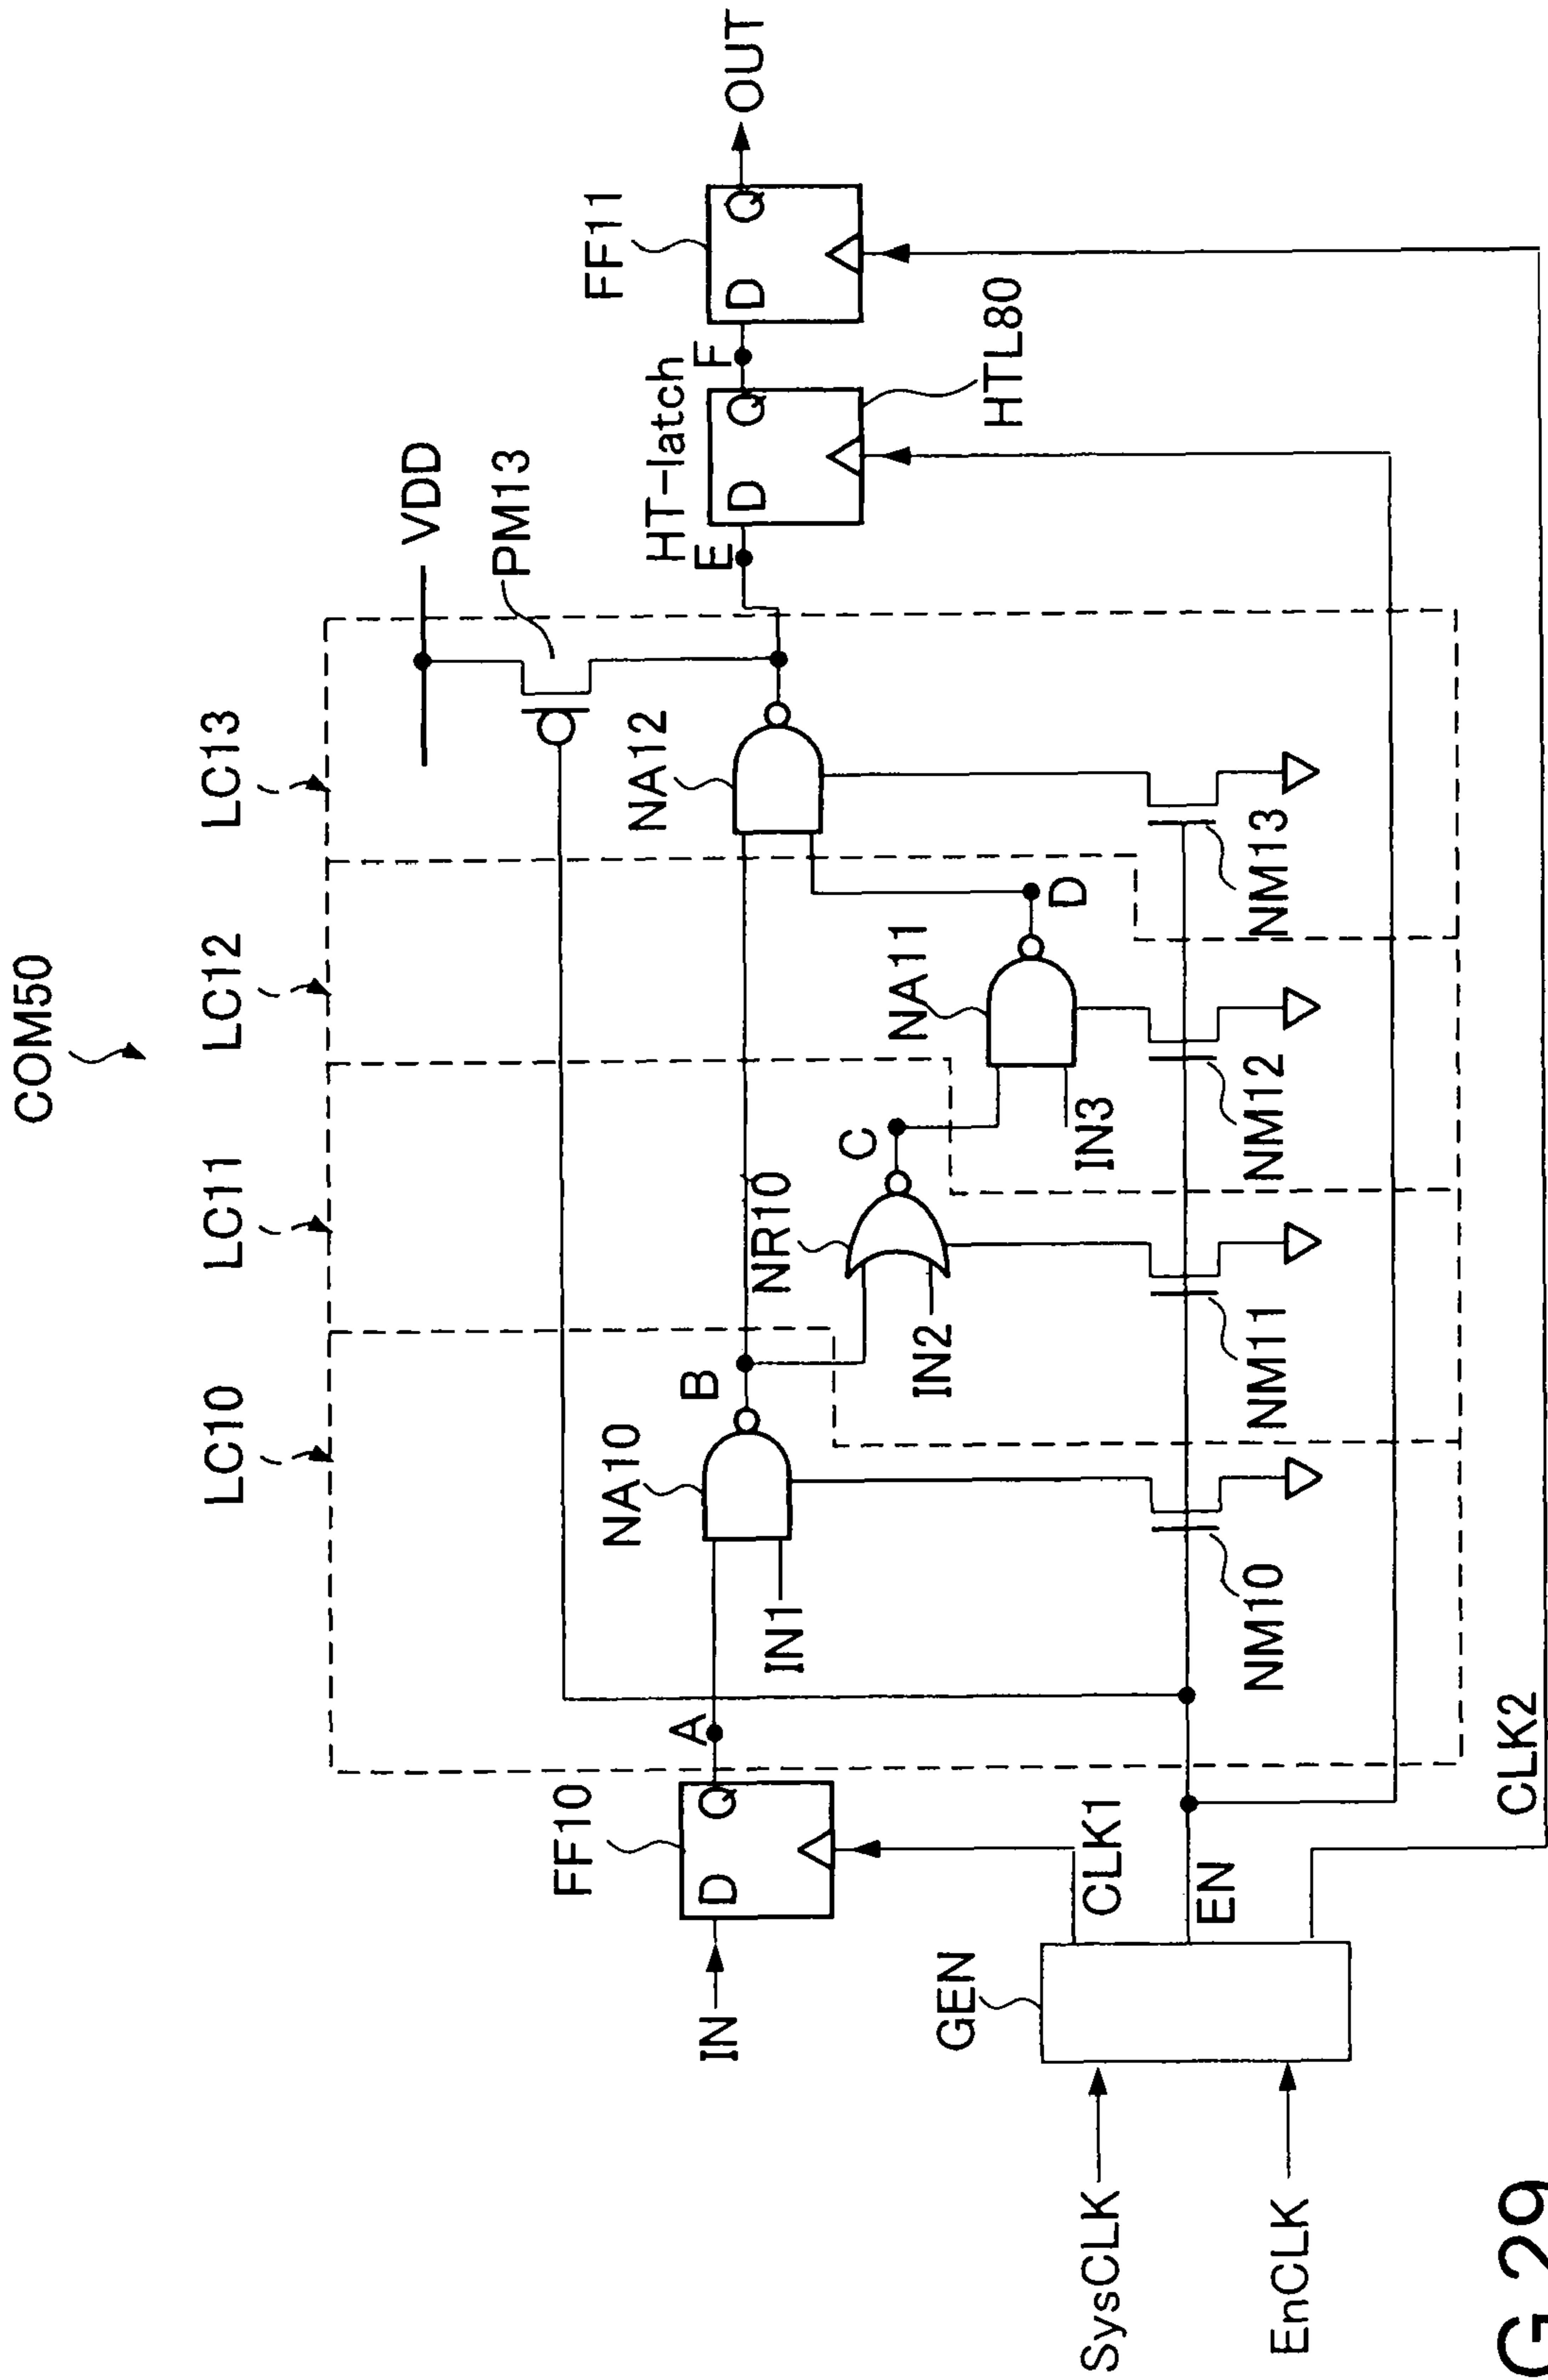 COM50
LC10
LC11
LC12
LC13
VDD
PM13
FF10
D
Q
IN
A
NA10
IN1
B
NR10
IN2
C
NA11
IN3
D
NA12
HT-latch
E
D
Q
F
HTL80
FF11
D
Q
OUT
NM10
NM11
NM12
NM13
GEN
CLK1
EN
CLK2
SysCLK
EnCLK
G 29